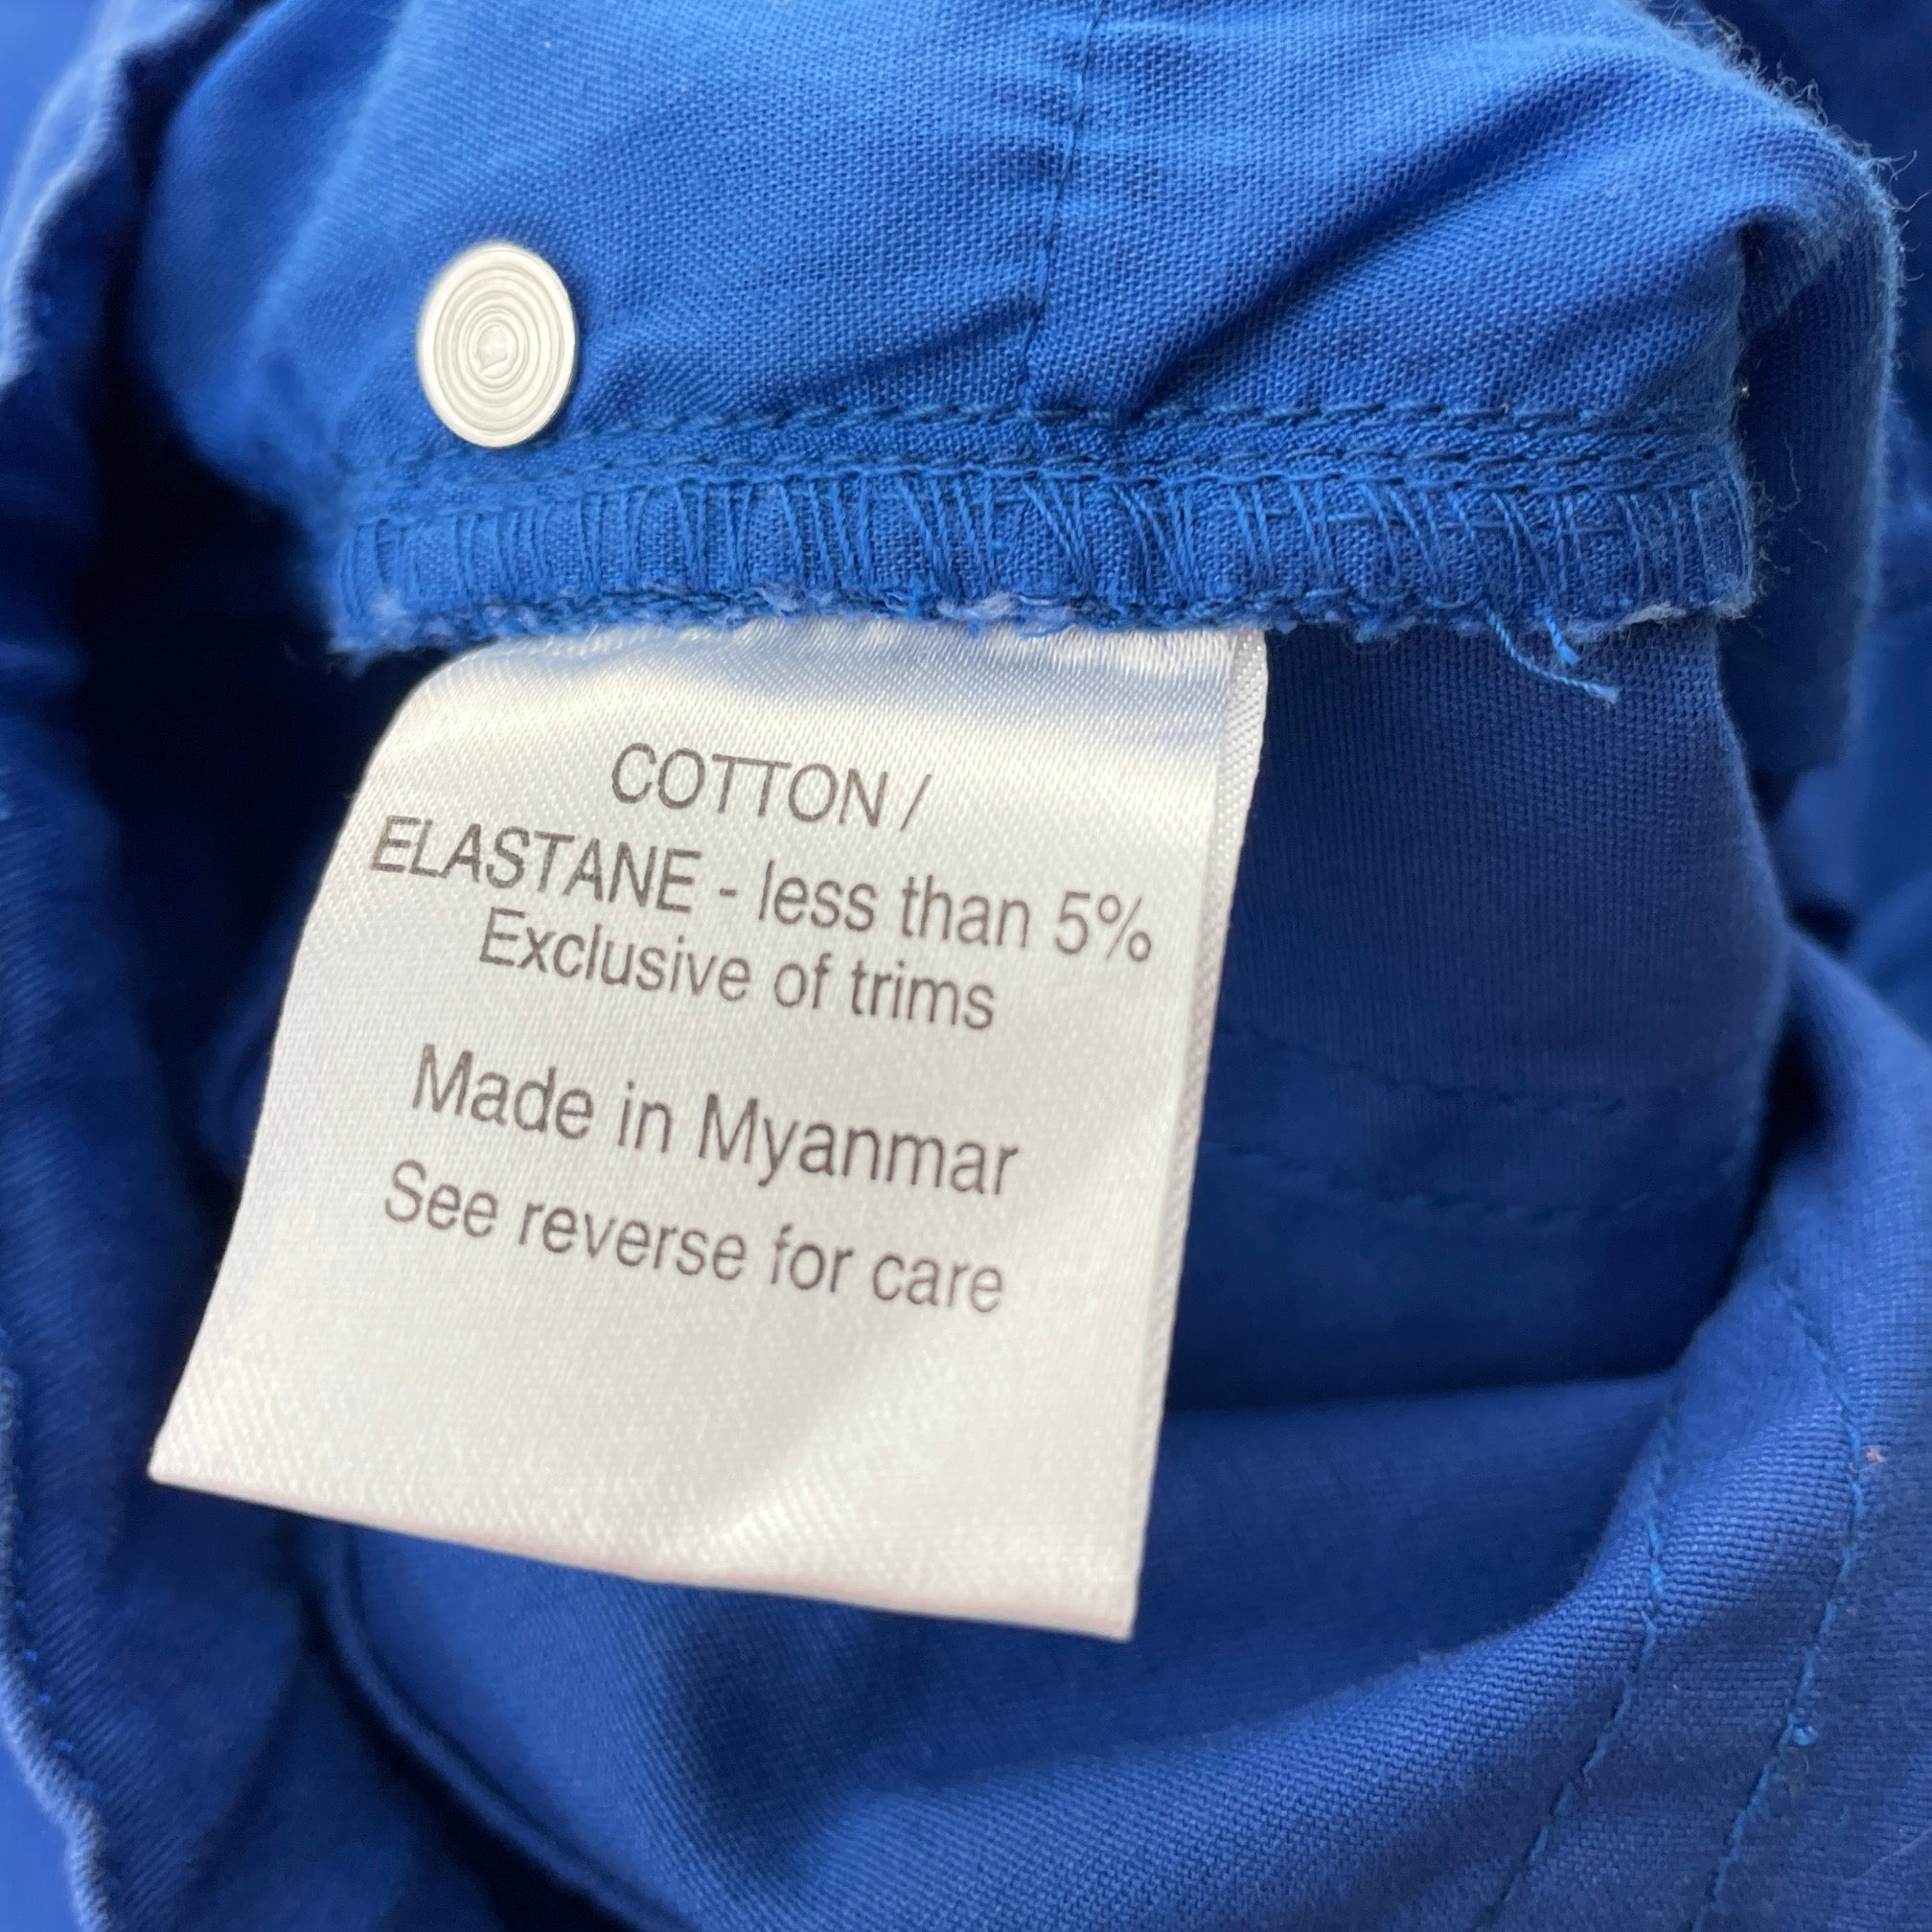 COTTON /
ELASTANE - less than 5%
Exclusive of trims
Made in Myanmar
See reverse for care